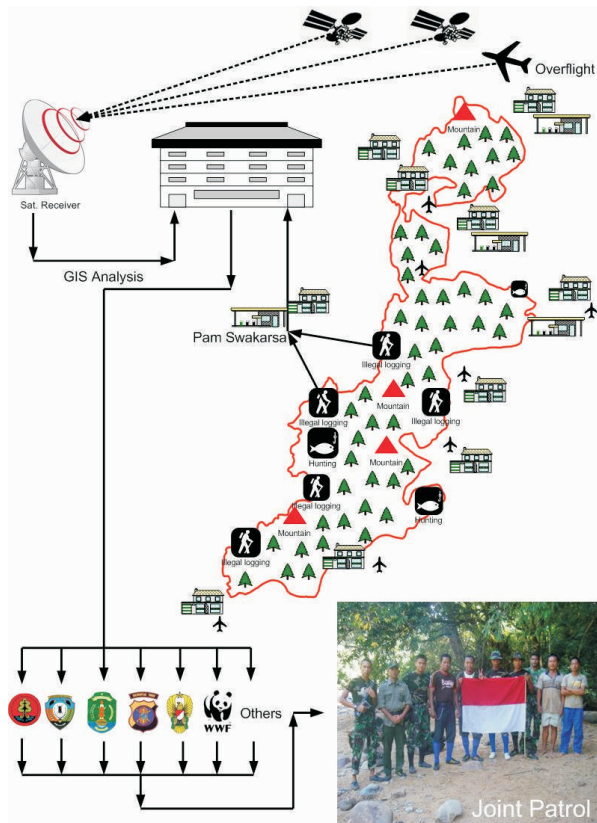 Overflight
Mountain
Sat. Receiver
GIS Analysis
Pam Swakarsa
Illegal logging
Mountain
Illegal logging
Illegal logging
Hunting
Mountain
Illegal logging
Hunting
Mountain
Illegal logging
WWF
Others
Joint Patrol